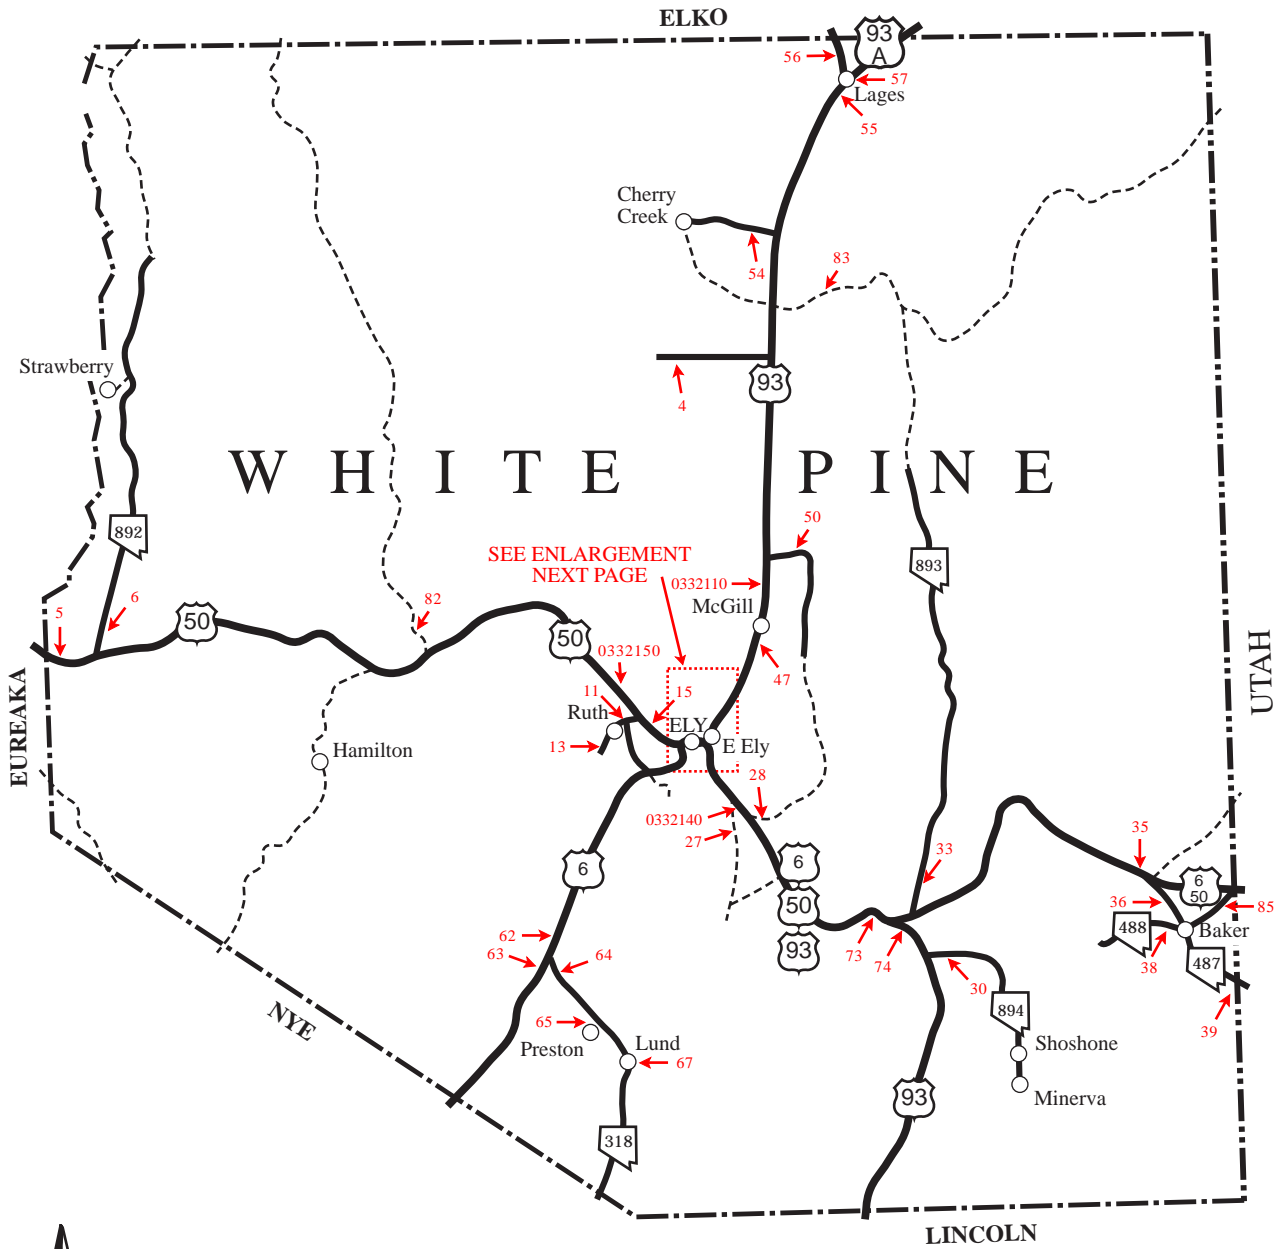 ELKO
93
A
56
57
Lages
55
Cherry
Creek
54
83
Strawberry
93
4
WHITE PINE
50
892
SEE ENLARGEMENT
NEXT PAGE
893
0332110
McGill
5
6
50
82
50
0332150
47
UTAH
11
15
Ruth
ELY
E Ely
13
EUREAKA
Hamilton
28
0332140
27
35
33
6
6
50
93
6
50
36
85
488
Baker
38
487
39
62
63
64
73
74
30
894
NYE
65
Preston
Lund
67
Shoshone
Minerva
93
318
LINCOLN